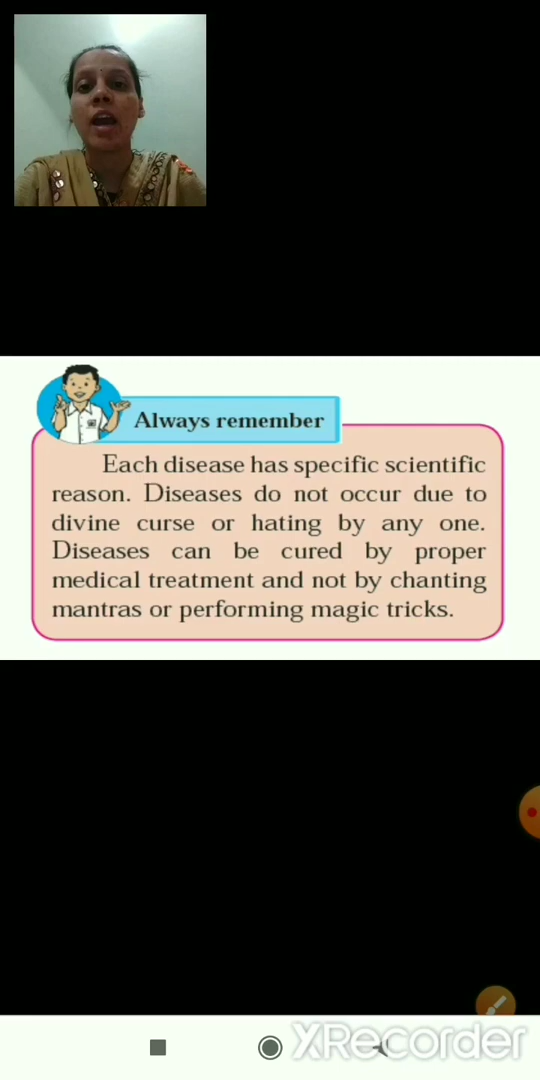 Always remember
Each disease has specific scientific
reason. Diseases do not occur due to
divine curse or hating by any one.
Diseases can be cured by proper
medical treatment and not by chanting
mantras or performing magic tricks.
XRecorder